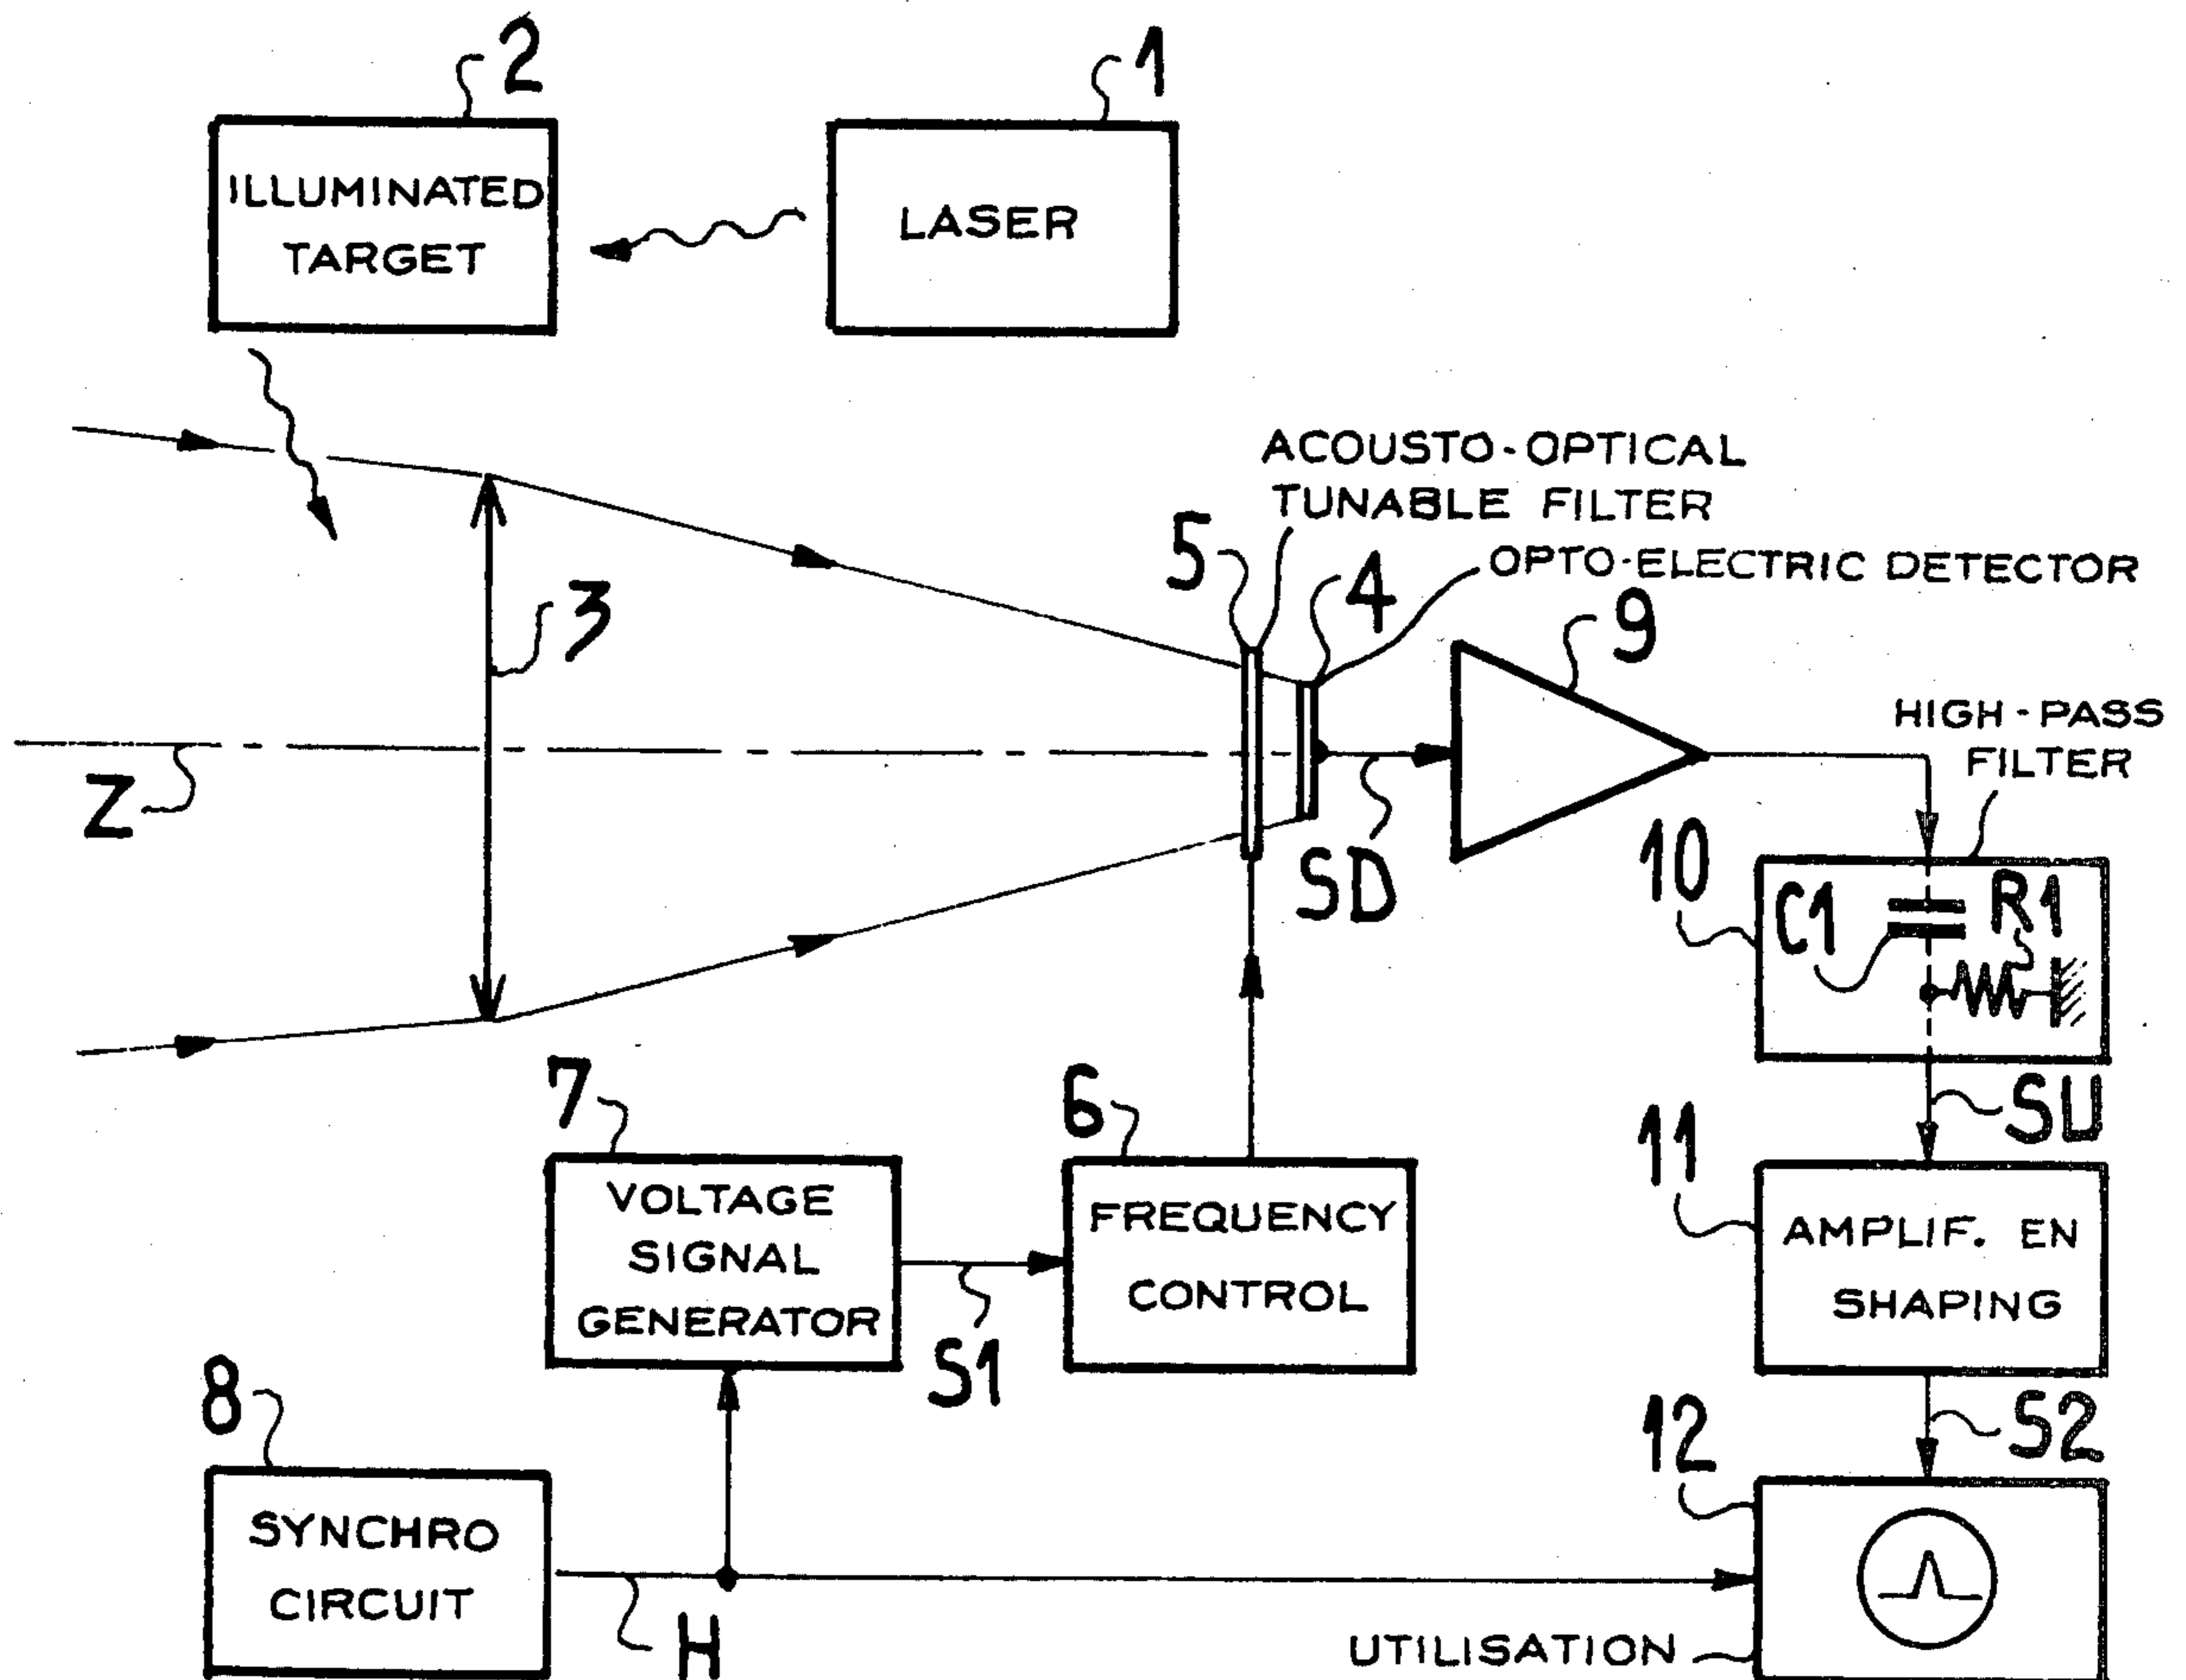 2
1
ILLUMINATED
TARGET
LASER
ACOUSTO-OPTICAL
TUNABLE FILTER
5
4
OPTO-ELECTRIC DETECTOR
3
9
HIGH-PASS
FILTER
Z
SD
10
C1
R1
7
6
SU
11
VOLTAGE
SIGNAL
GENERATOR
FREQUENCY
CONTROL
AMPLIF. EN
SHAPING
S1
8
12
S2
SYNCHRO
CIRCUIT
H
UTILISATION